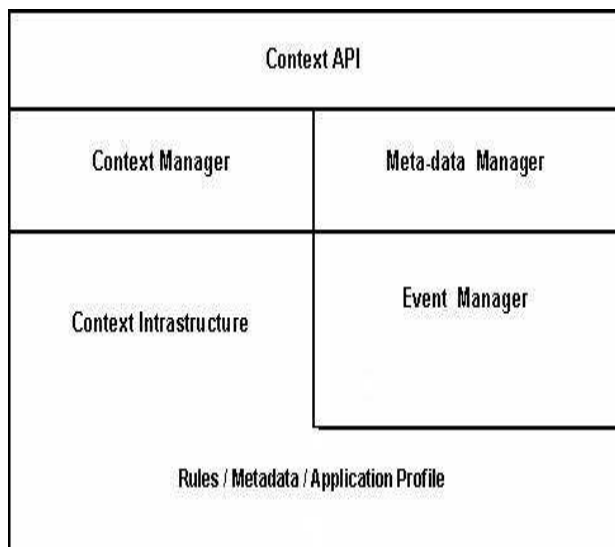 Context API
Context Manager
Meta-data Manager
Context Intrastructure
Event Manager
Rules / Metadata / Application Profile